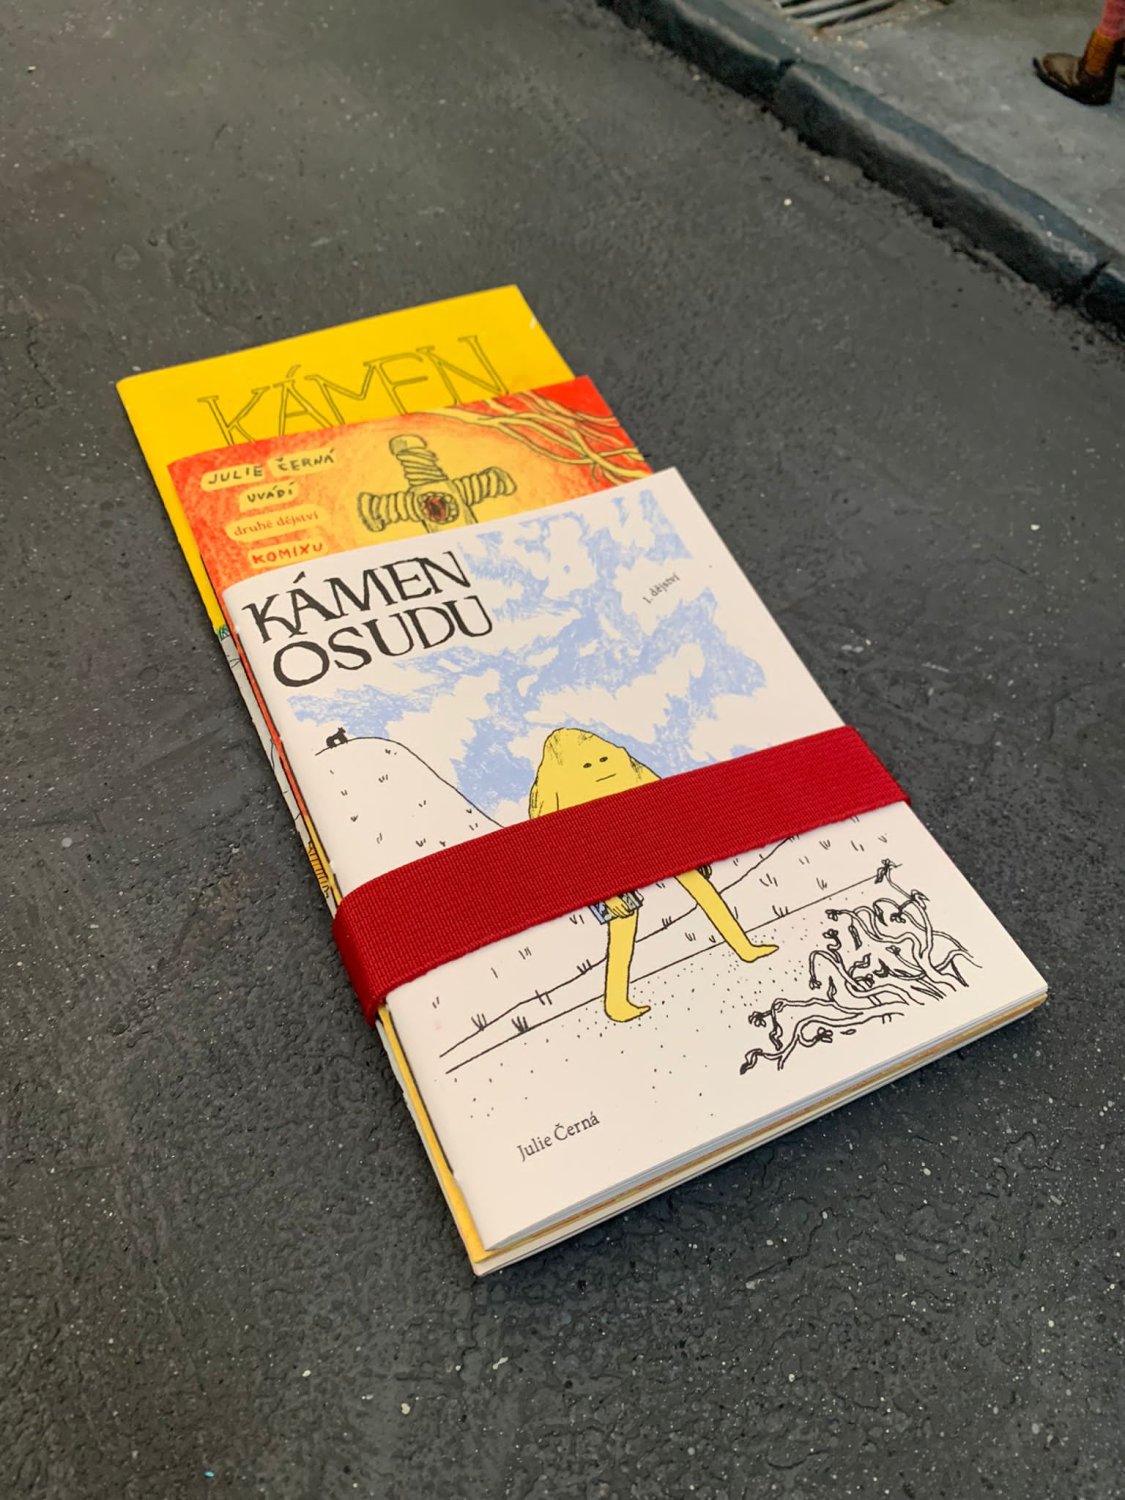 KÁMEN
JULIE ČERNÁ
UVÁDÍ
druhé dějství
KOMIXU
KÁMEN
OSUDU
1. dějství
Julie Černá